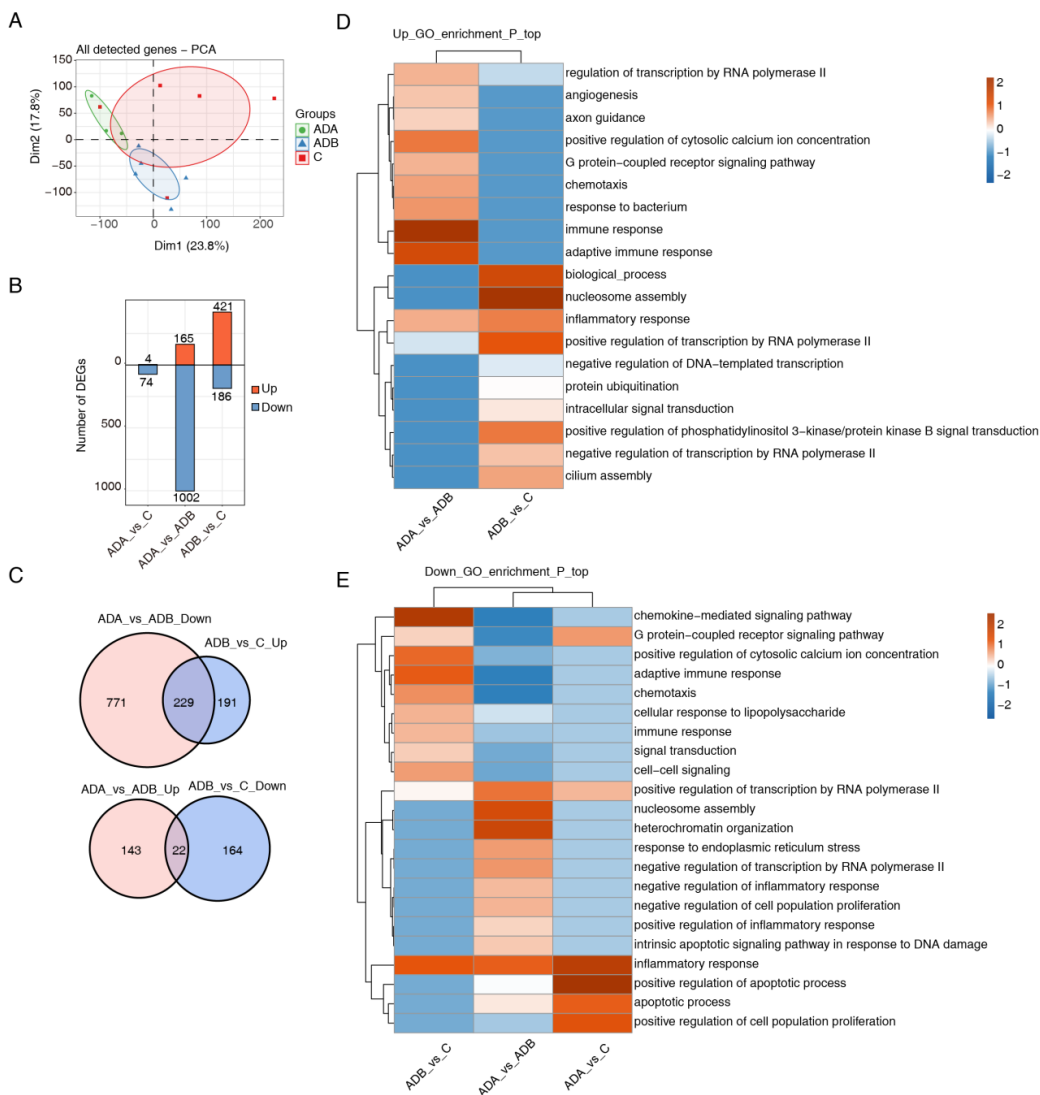 A
All detected genes − PCA
150
100
50
0
−50
−100
−100
0
100
200
Dim2 (17.8%)
Dim1 (23.8%)
Groups
ADA
ADB
C
B
421
165
4
0
74
186
500
1000
1002
Number of DEGs
Up
Down
ADA_vs_C
ADA_vs_ADB
ADB_vs_C
C
ADA_vs_ADB_Down
ADB_vs_C_Up
771
229
191
ADA_vs_ADB_Up
ADB_vs_C_Down
143
22
164
D
Up_GO_enrichment_P_top
regulation of transcription by RNA polymerase II
angiogenesis
axon guidance
positive regulation of cytosolic calcium ion concentration
G protein−coupled receptor signaling pathway
chemotaxis
response to bacterium
immune response
adaptive immune response
biological_process
nucleosome assembly
inflammatory response
positive regulation of transcription by RNA polymerase II
negative regulation of DNA−templated transcription
protein ubiquitination
intracellular signal transduction
positive regulation of phosphatidylinositol 3−kinase/protein kinase B signal transduction
negative regulation of transcription by RNA polymerase II
cilium assembly
ADA_vs_ADB
ADB_vs_C
2
1
0
−1
−2
E
Down_GO_enrichment_P_top
chemokine−mediated signaling pathway
G protein−coupled receptor signaling pathway
positive regulation of cytosolic calcium ion concentration
adaptive immune response
chemotaxis
cellular response to lipopolysaccharide
immune response
signal transduction
cell−cell signaling
positive regulation of transcription by RNA polymerase II
nucleosome assembly
heterochromatin organization
response to endoplasmic reticulum stress
negative regulation of transcription by RNA polymerase II
negative regulation of inflammatory response
negative regulation of cell population proliferation
positive regulation of inflammatory response
intrinsic apoptotic signaling pathway in response to DNA damage
inflammatory response
positive regulation of apoptotic process
apoptotic process
positive regulation of cell population proliferation
ADB_vs_C
ADA_vs_ADB
ADA_vs_C
2
1
0
−1
−2